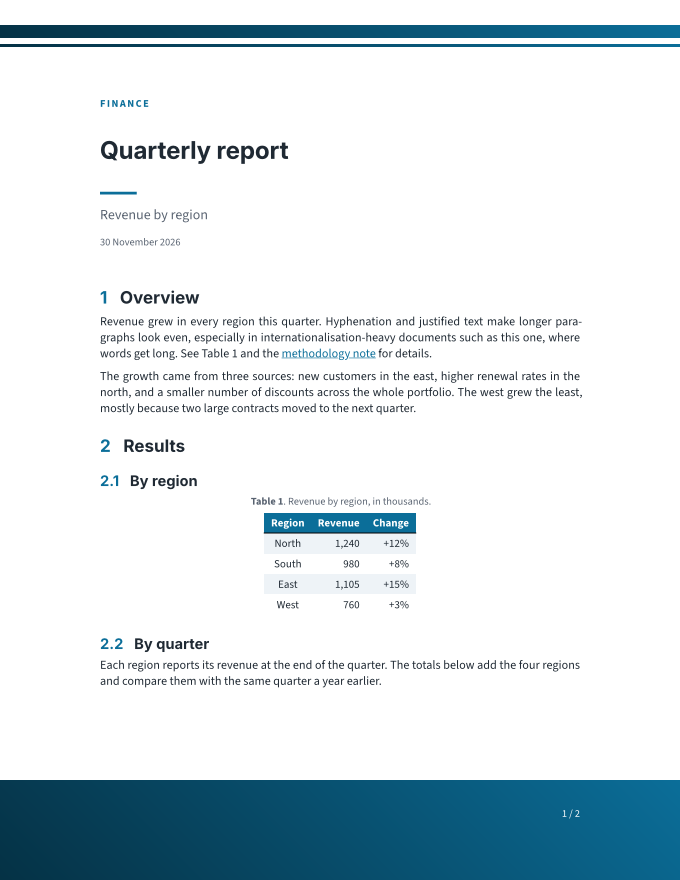 FINANCE
Quarterly report
Revenue by region
30 November 2026
1 Overview
Revenue grew in every region this quarter. Hyphenation and justified text make longer para-
graphs look even, especially in internationalisation-heavy documents such as this one, where
words get long. See Table 1 and the methodology note for details.
The growth came from three sources: new customers in the east, higher renewal rates in the
north, and a smaller number of discounts across the whole portfolio. The west grew the least,
mostly because two large contracts moved to the next quarter.
2 Results
2.1 By region
Table 1. Revenue by region, in thousands.
Region Revenue Change
North 1,240 +12%
South 980 +8%
East 1,105 +15%
West 760 +3%
2.2 By quarter
Each region reports its revenue at the end of the quarter. The totals below add the four regions
and compare them with the same quarter a year earlier.
1 / 2